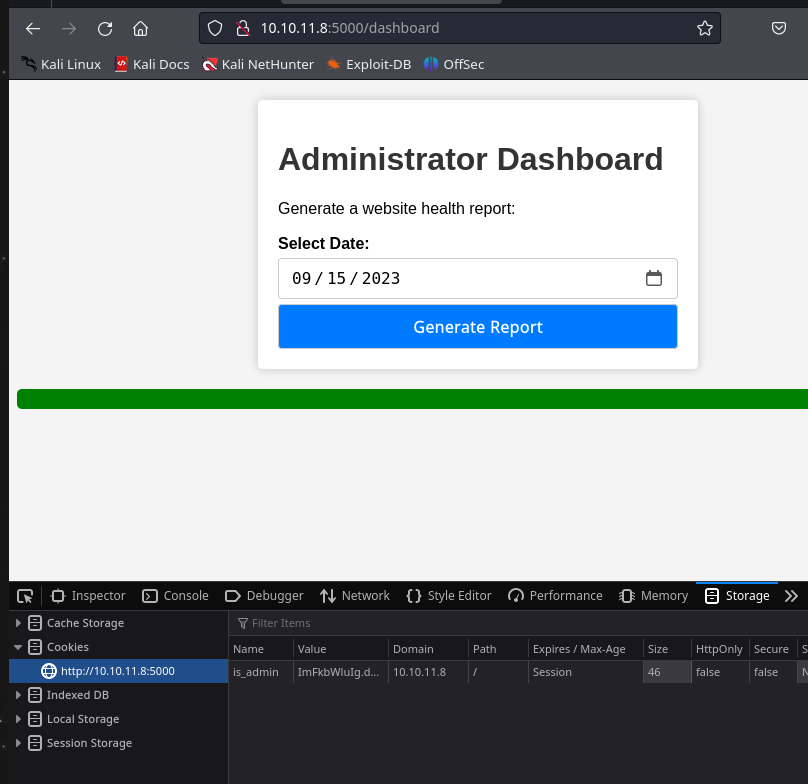 10.10.11.8:5000/dashboard
Kali Linux Kali Docs Kali NetHunter Exploit-DB OffSec
Administrator Dashboard
Generate a website health report:
Select Date:
09/15/2023
Generate Report
Inspector Console Debugger Network Style Editor Performance Memory Storage
Cache Storage
Filter Items
Cookies
Name Value Domain Path Expires / Max-Age Size HttpOnly Secure S
http://10.10.11.8:5000
is_admin ImFkbWluIg.d... 10.10.11.8 / Session 46 false false N
Indexed DB
Local Storage
Session Storage